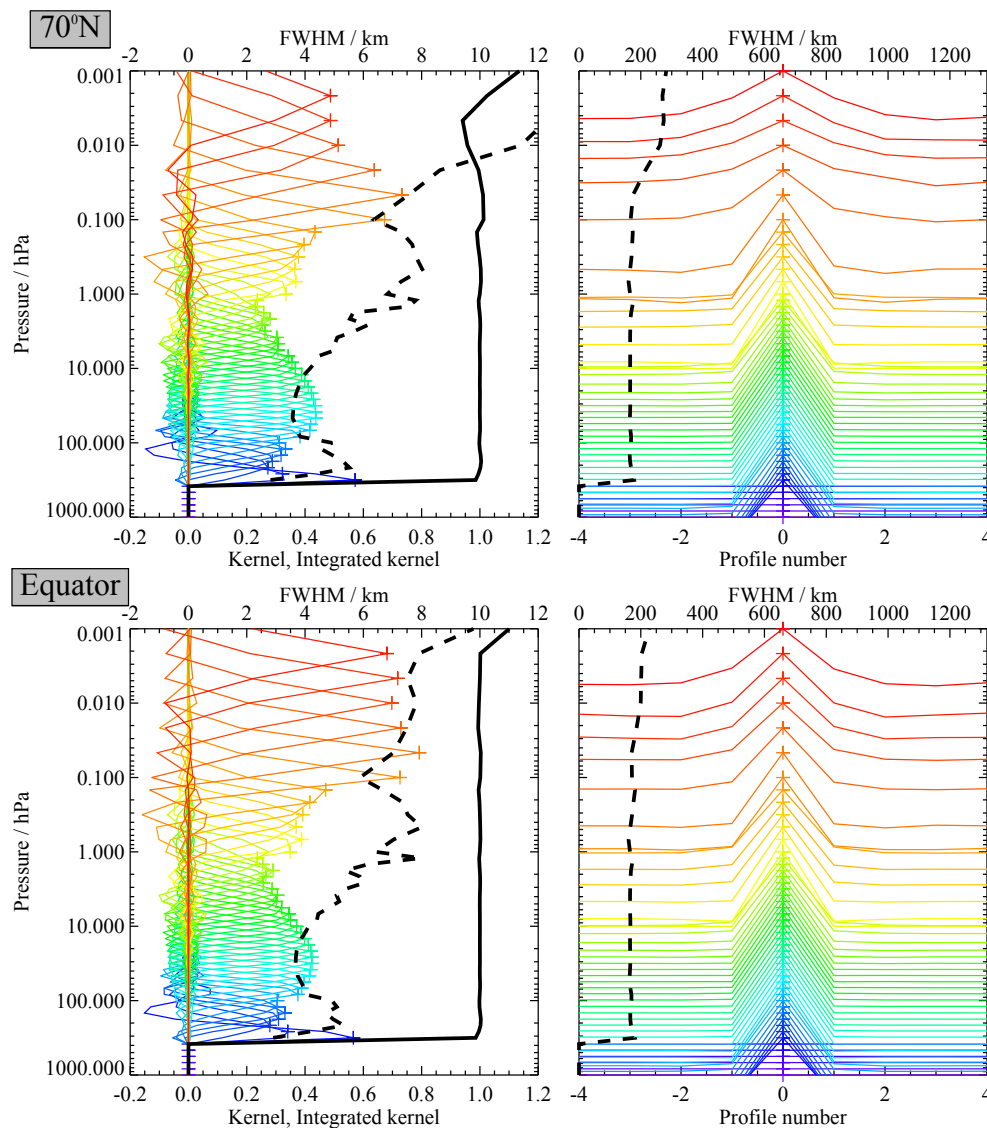 70⁰N
FWHM / km
-2 0 2 4 6 8 10 12
FWHM / km
0 200 400 600 800 1000 1200
Pressure / hPa
0.001
0.010
0.100
1.000
10.000
100.000
1000.000
-0.2 0.0 0.2 0.4 0.6 0.8 1.0 1.2
Kernel, Integrated kernel
-4 -2 0 2 4
Profile number
Equator
FWHM / km
-2 0 2 4 6 8 10 12
FWHM / km
0 200 400 600 800 1000 1200
Pressure / hPa
0.001
0.010
0.100
1.000
10.000
100.000
1000.000
-0.2 0.0 0.2 0.4 0.6 0.8 1.0 1.2
Kernel, Integrated kernel
-4 -2 0 2 4
Profile number